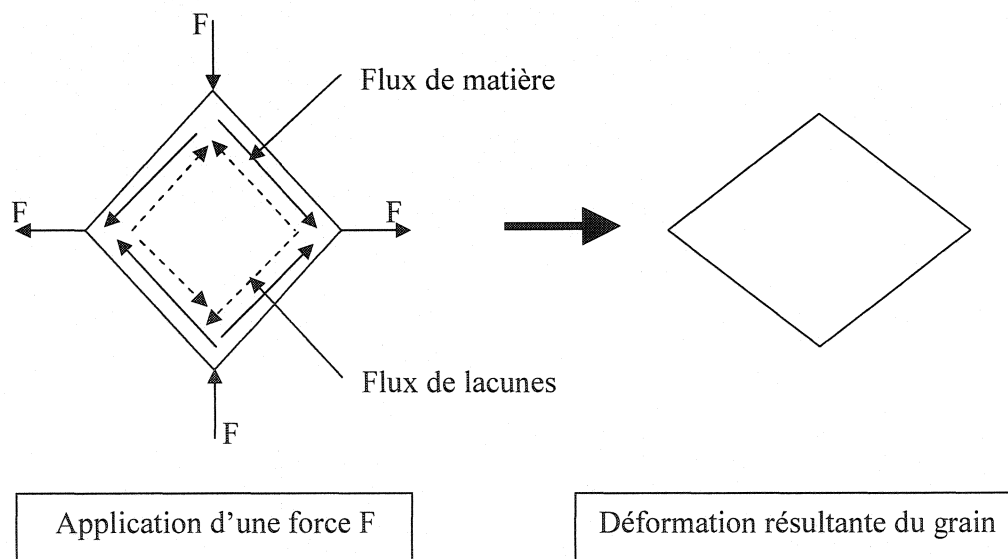 F
Flux de matière
F
F
Flux de lacunes
F
Application d'une force F
Déformation résultante du grain